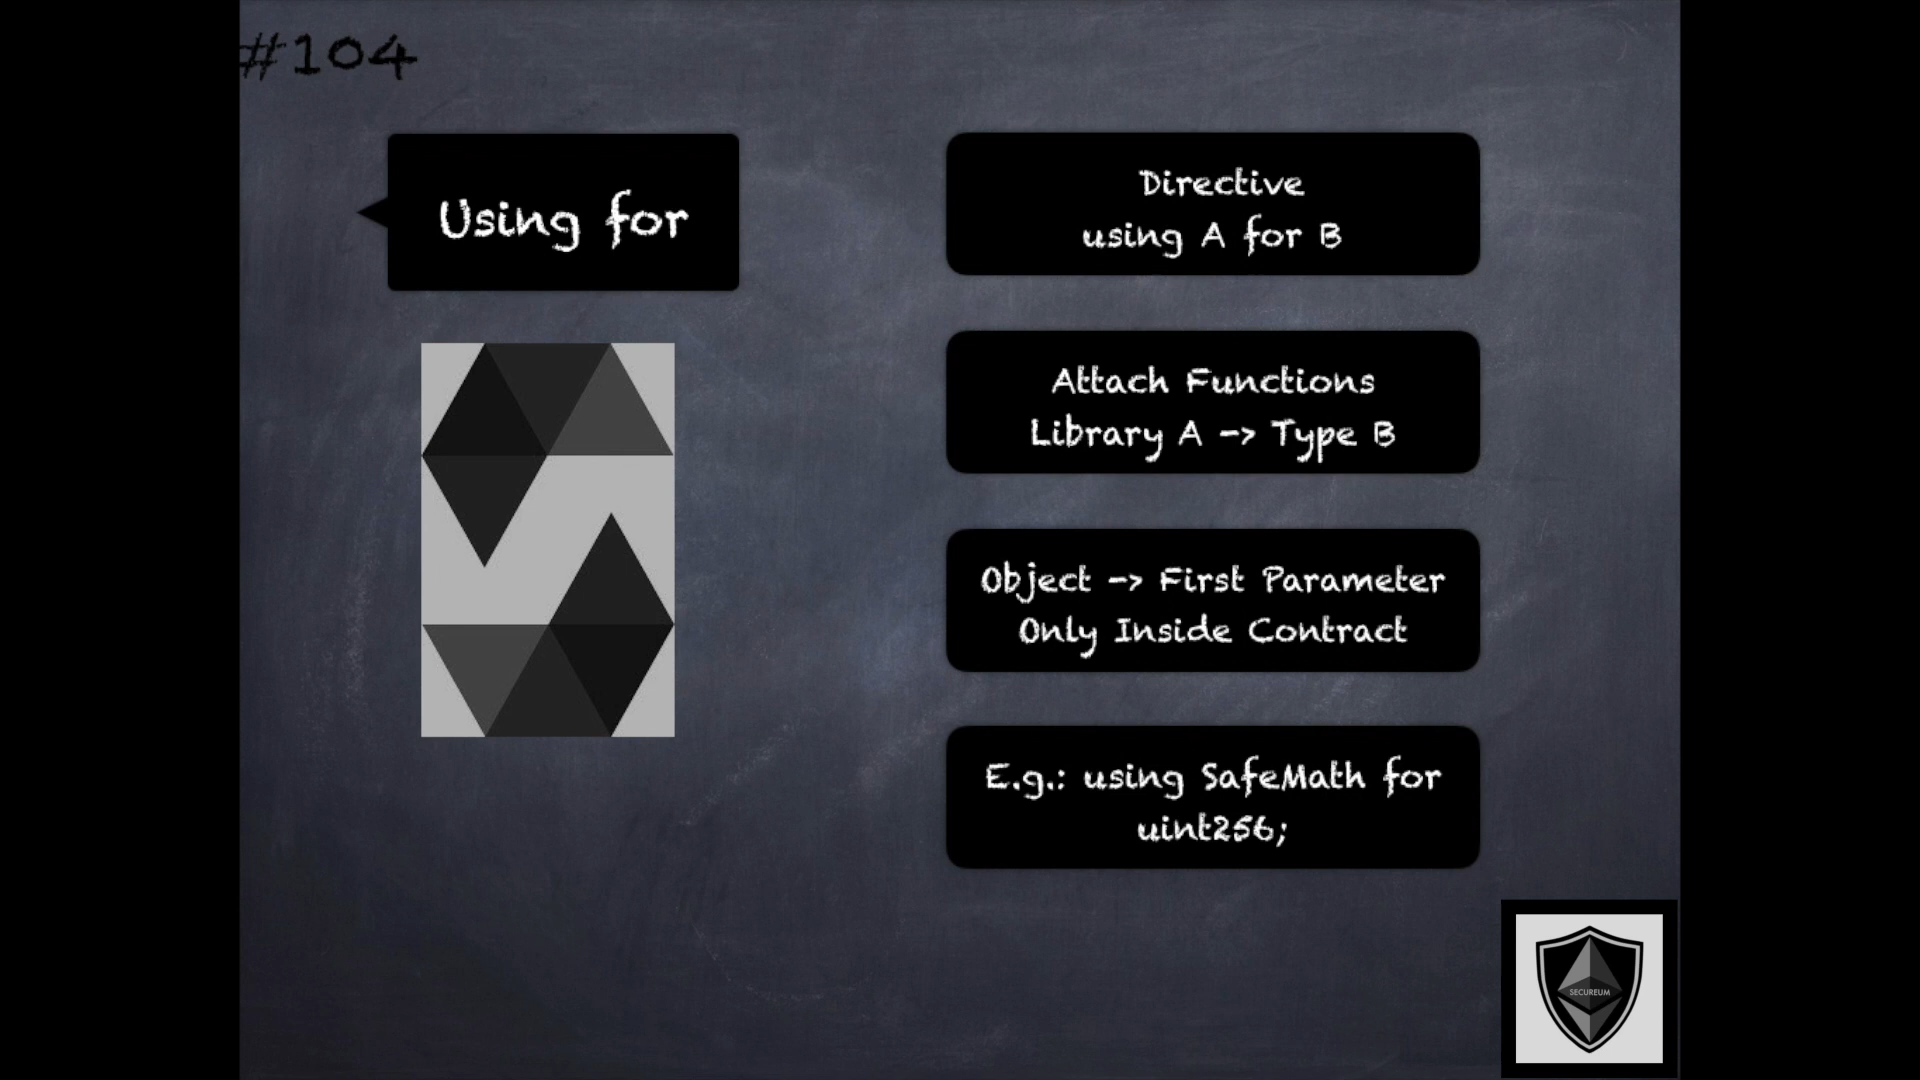 #104
Using for
Directive
using A for B
Attach Functions
Library A -> Type B
Object -> First Parameter
Only Inside Contract
E.g.: using SafeMath for
uint256;
SECUREUM